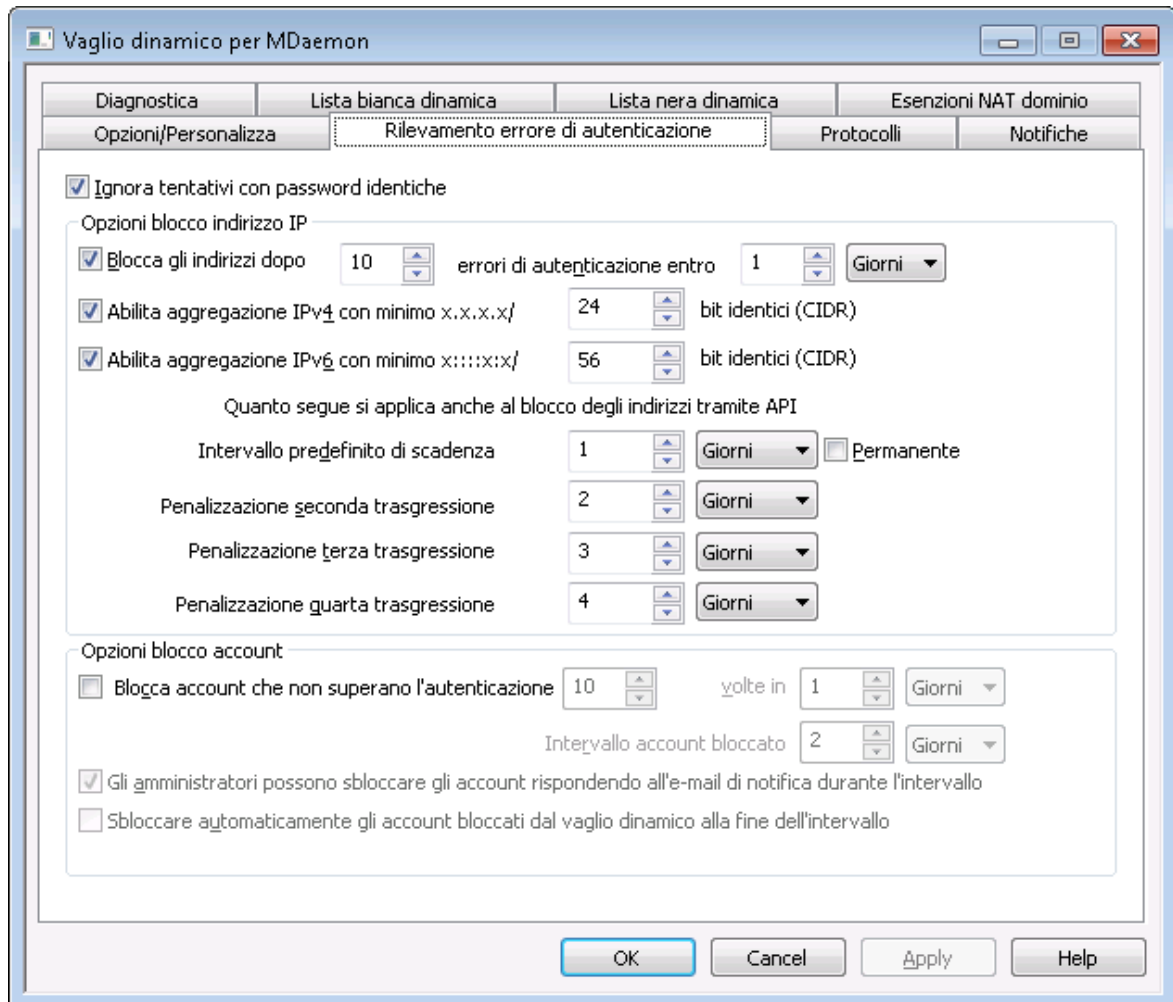 Vaglio dinamico per MDaemon
Diagnostica Lista bianca dinamica Lista nera dinamica Esenzioni NAT dominio
Opzioni/Personalizza Rilevamento errore di autenticazione Protocolli Notifiche
Ignora tentativi con password identiche
Opzioni blocco indirizzo IP
Blocca gli indirizzi dopo 10 errori di autenticazione entro 1 Giorni
Abilita aggregazione IPv4 con minimo x.x.x.x/ 24 bit identici (CIDR)
Abilita aggregazione IPv6 con minimo x::::x:x/ 56 bit identici (CIDR)
Quanto segue si applica anche al blocco degli indirizzi tramite API
Intervallo predefinito di scadenza 1 Giorni Permanente
Penalizzazione seconda trasgressione 2 Giorni
Penalizzazione terza trasgressione 3 Giorni
Penalizzazione quarta trasgressione 4 Giorni
Opzioni blocco account
Blocca account che non superano l'autenticazione 10 volte in 1 Giorni
Intervallo account bloccato 2 Giorni
Gli amministratori possono sbloccare gli account rispondendo all'e-mail di notifica durante l'intervallo
Sbloccare automaticamente gli account bloccati dal vaglio dinamico alla fine dell'intervallo
OK Cancel Apply Help